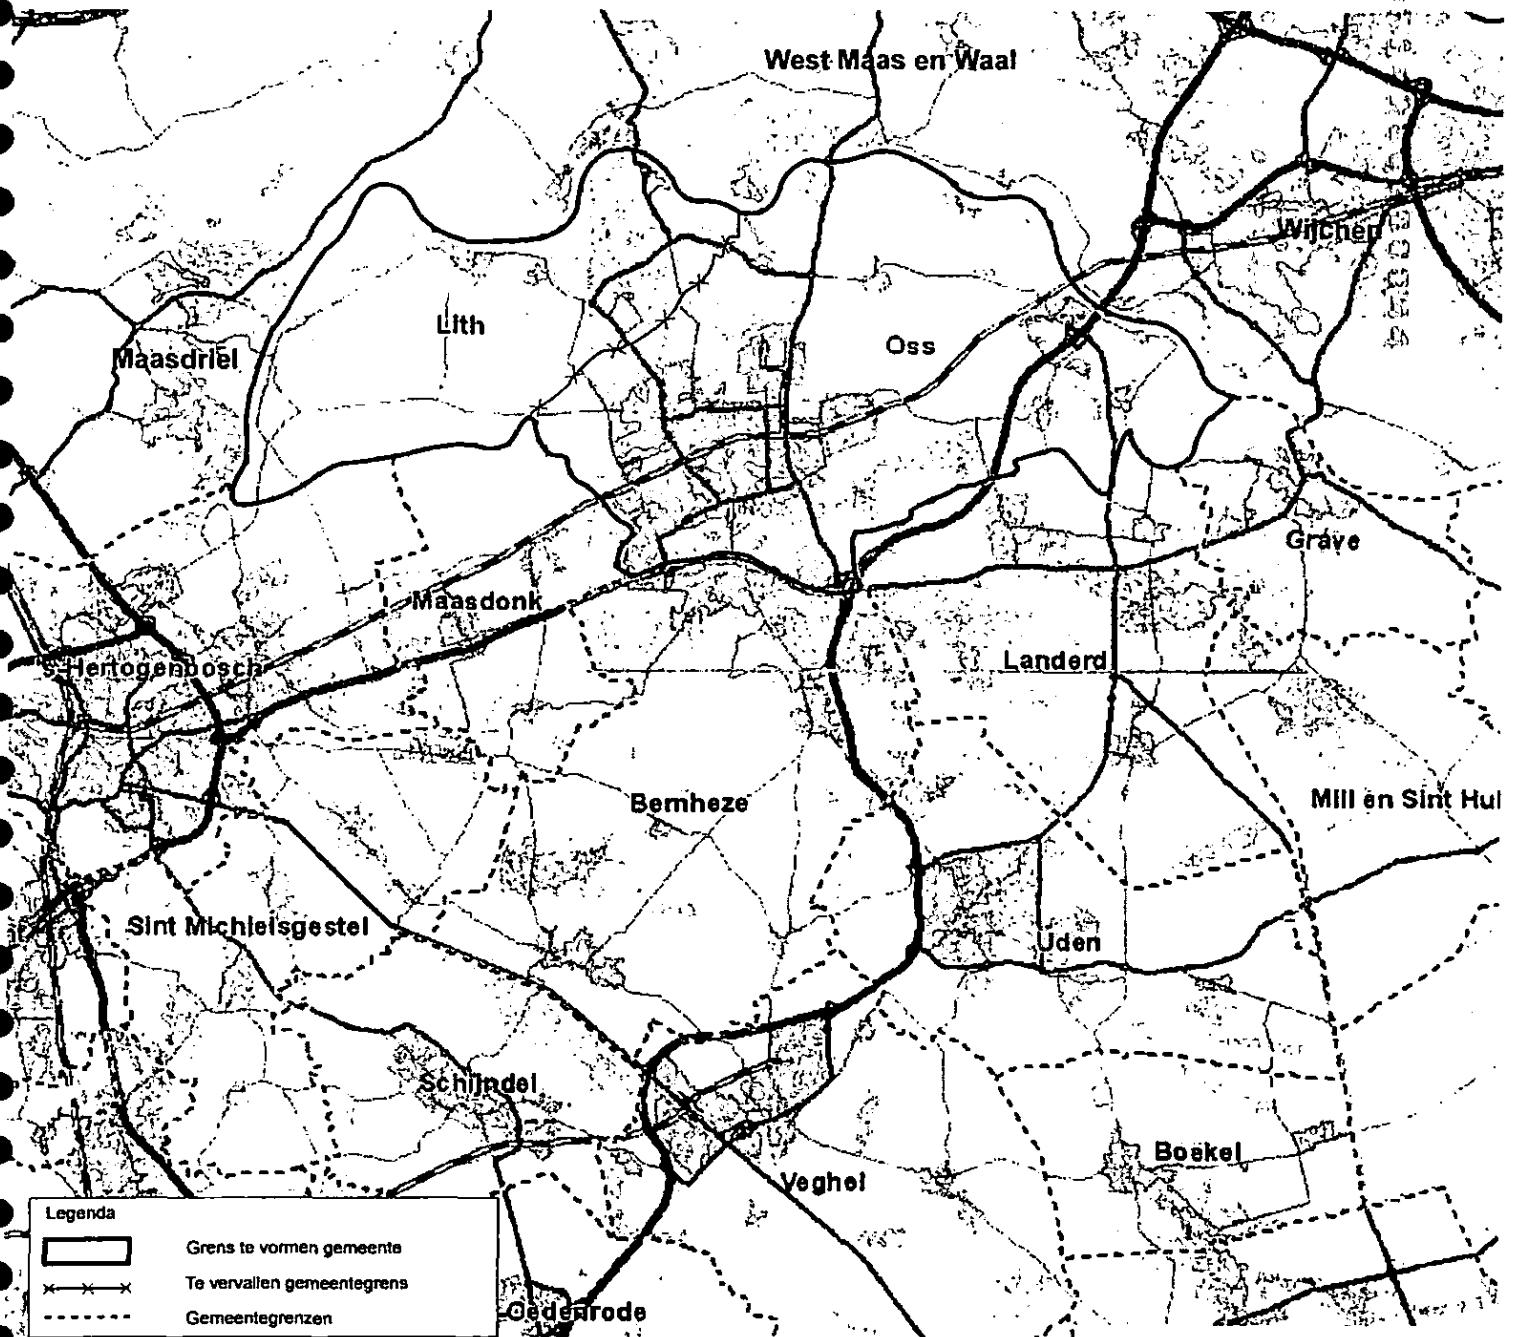 West Maas en Waal
Wijchen
Lith
Oss
Maasdriel
Grave
Maasdonk
's-Hertogenbosch
Landerd
Bernheze
Mill en Sint Hu
Sint Michielsgestel
Uden
Schijndel
Boekel
Veghel
Legenda
Grens te vormen gemeente
Te vervallen gemeentegrens
Gemeentegrenzen
-Oedenrode